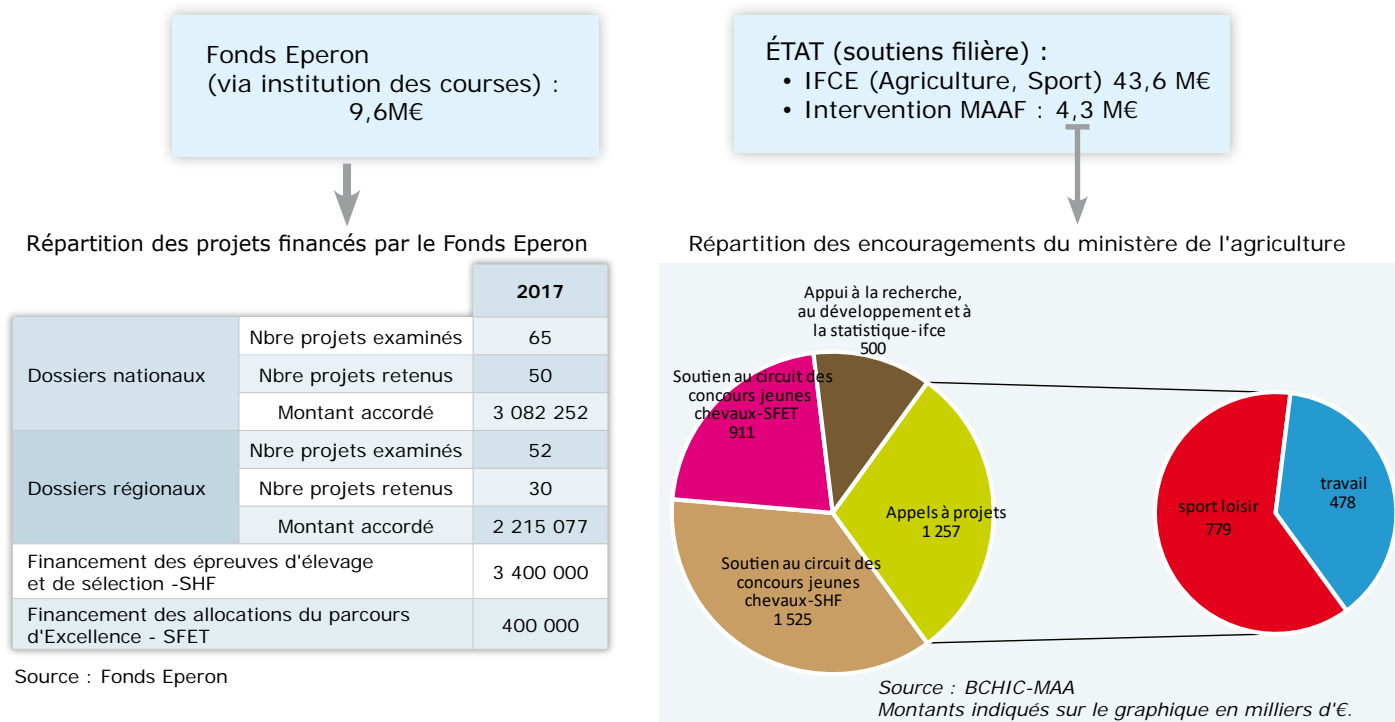 Fonds Eperon
(via institution des courses) :
9,6M€
ÉTAT (soutiens filière) :
• IFCE (Agriculture, Sport) 43,6 M€
• Intervention MAAF : 4,3 M€
Répartition des projets financés par le Fonds Eperon
2017
Dossiers nationaux
Nbre projets examinés 65
Nbre projets retenus 50
Montant accordé 3 082 252
Dossiers régionaux
Nbre projets examinés 52
Nbre projets retenus 30
Montant accordé 2 215 077
Financement des épreuves d'élevage
et de sélection -SHF
3 400 000
Financement des allocations du parcours
d'Excellence - SFET
400 000
Source : Fonds Eperon
Répartition des encouragements du ministère de l'agriculture
Appui à la recherche,
au développement et à
la statistique-ifce
500
Soutien au circuit des
concours jeunes
chevaux-SFET
911
Appels à projets
1 257
Soutien au circuit des
concours jeunes
chevaux-SHF
1 525
sport loisir
779
travail
478
Source : BCHIC-MAA
Montants indiqués sur le graphique en milliers d'€.